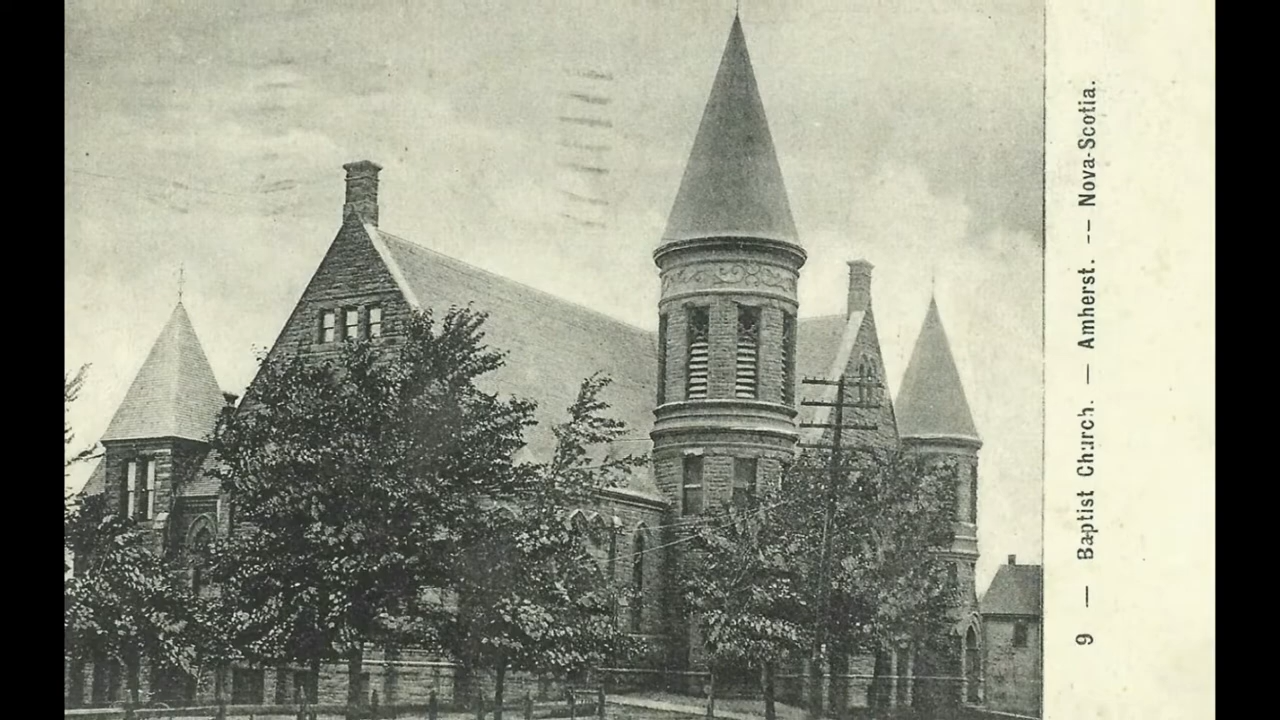 9 — Baptist Church. — Amherst. -- Nova-Scotia.